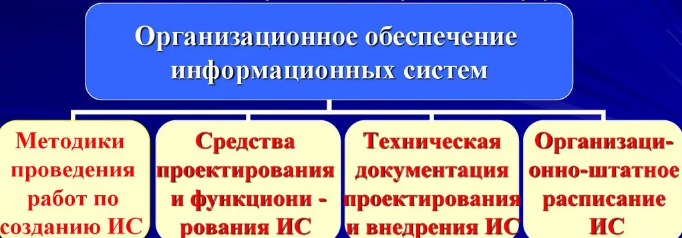 Организационное обеспечение
информационных систем
Методики
проведения
работ по
созданию ИС
Средства
проектирования
и функциони -
рования ИС
Техническая
документация
проектирования
и внедрения ИС
Организаци-
онно-штатное
расписание
ИС